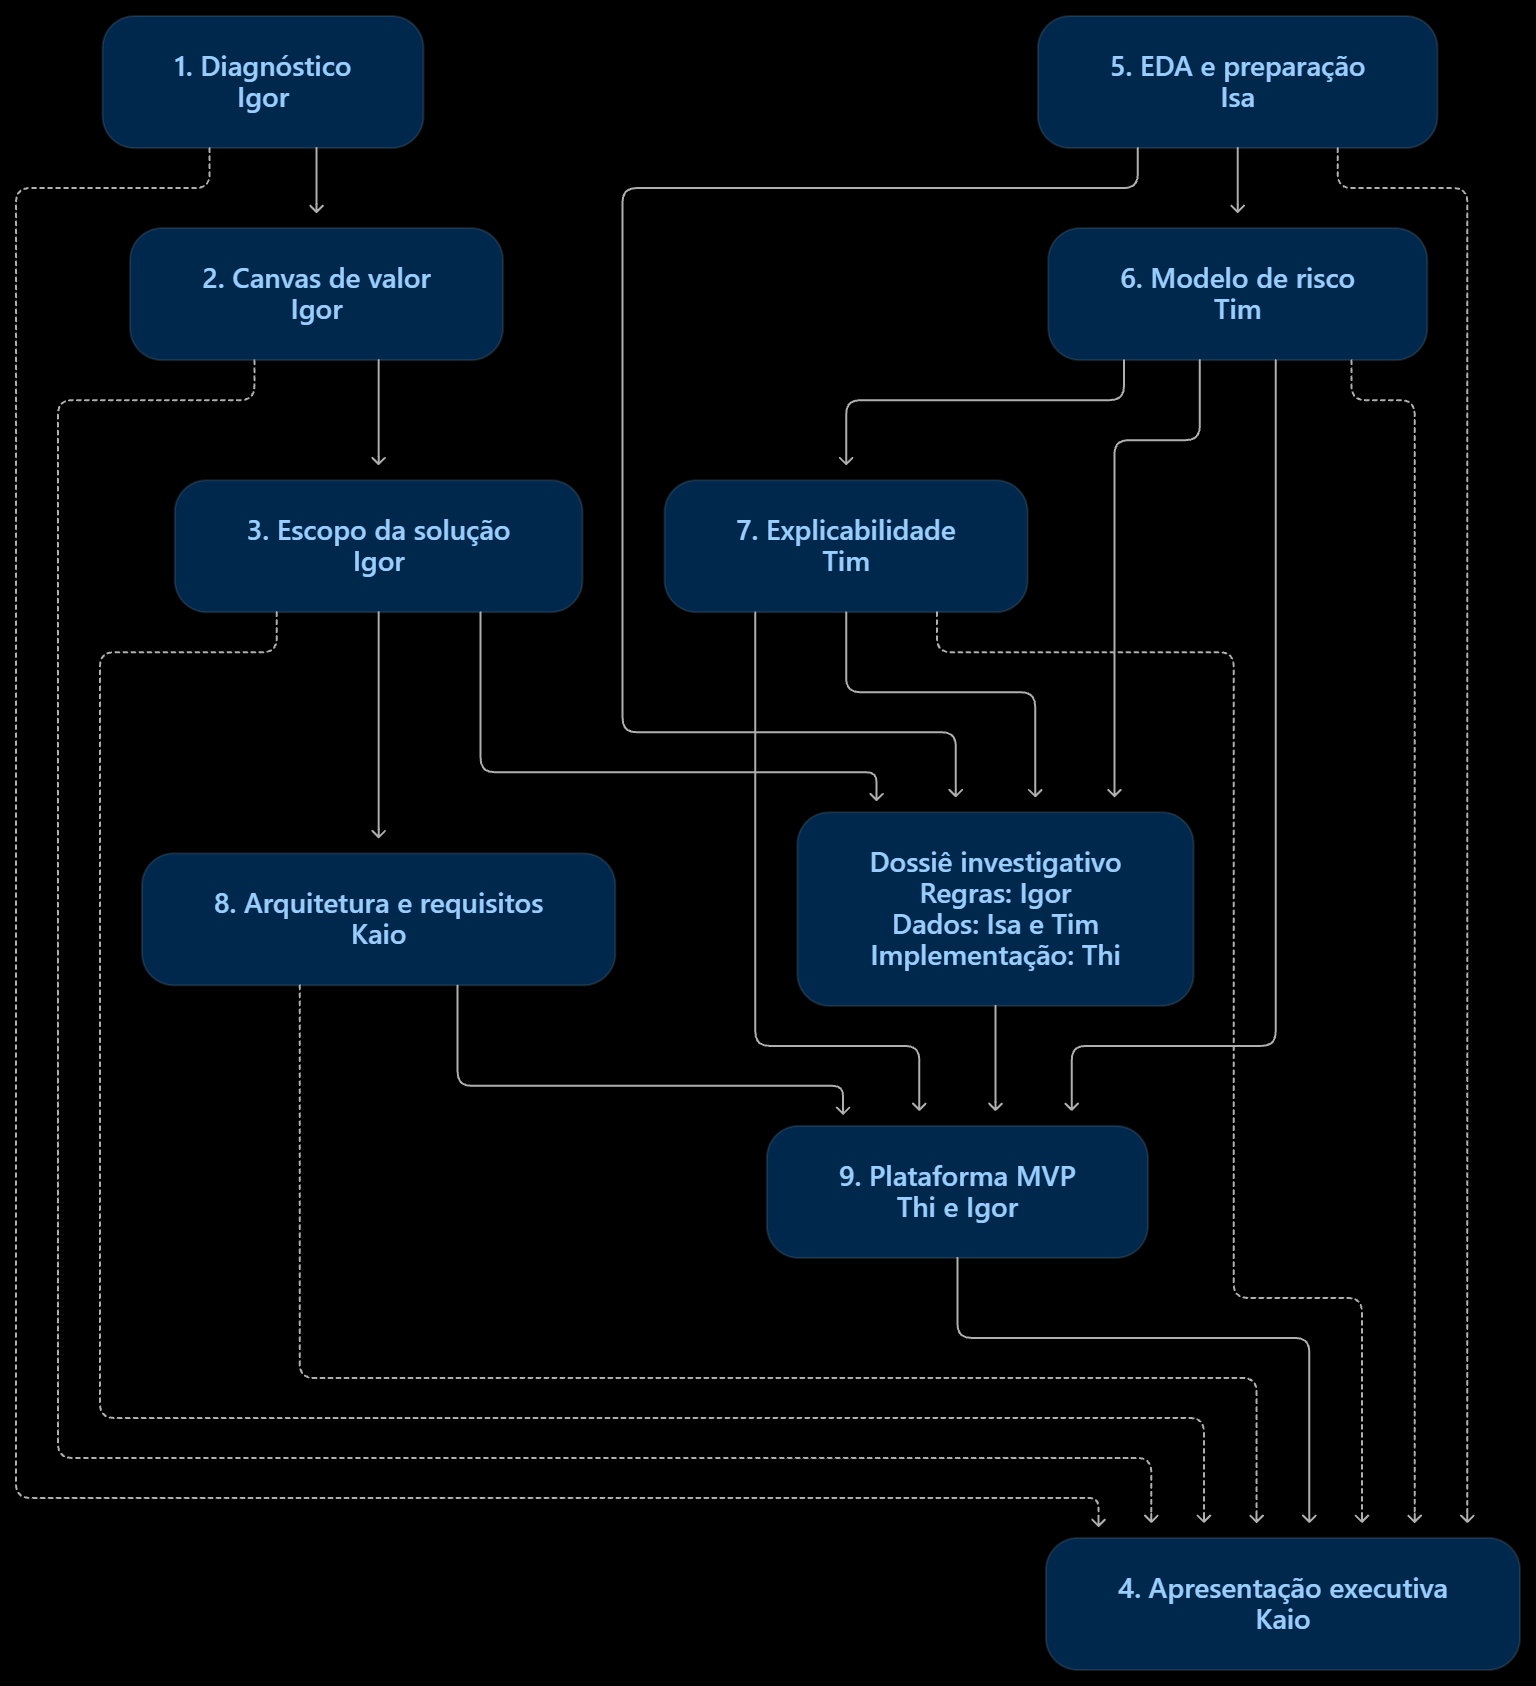 1. Diagnóstico
Igor
5. EDA e preparação
Isa
2. Canvas de valor
Igor
6. Modelo de risco
Tim
3. Escopo da solução
Igor
7. Explicabilidade
Tim
Dossiê investigativo
Regras: Igor
Dados: Isa e Tim
Implementação: Thi
8. Arquitetura e requisitos
Kaio
9. Plataforma MVP
Thi e Igor
4. Apresentação executiva
Kaio